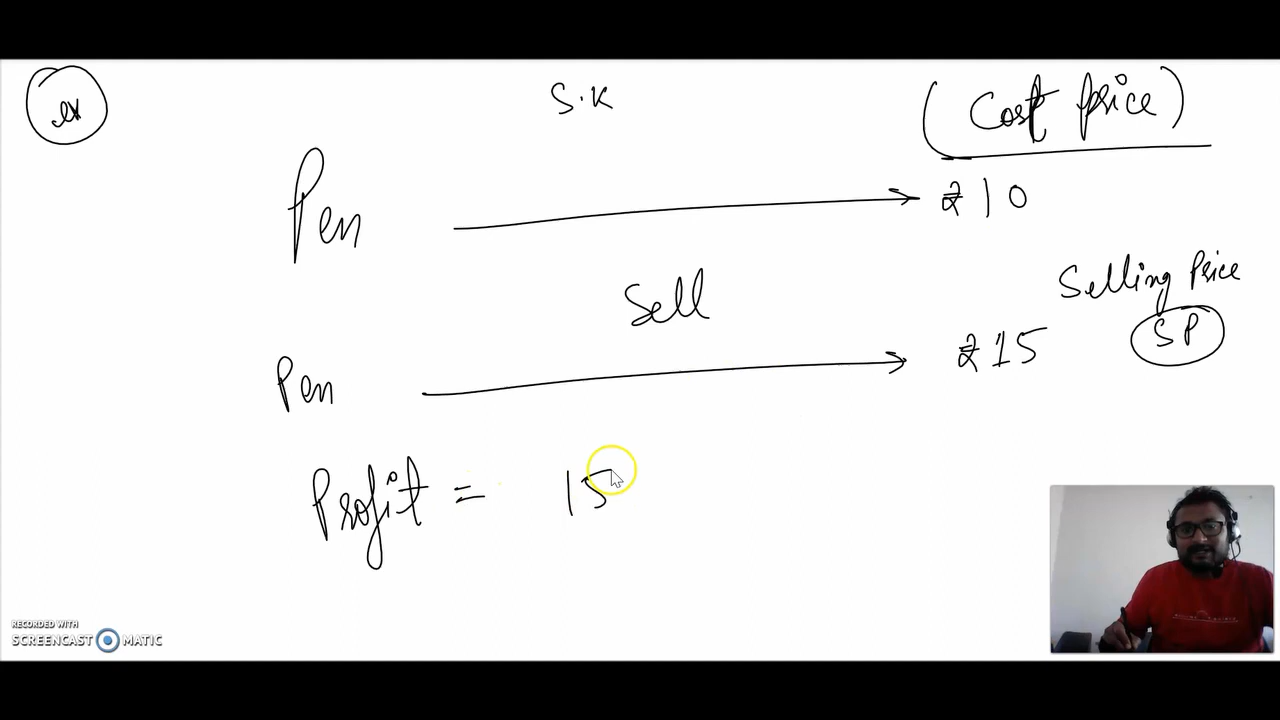 ex
S.K
(Cost Price)
Pen → ₹ 10
Sell
Selling Price
Pen → ₹ 15
SP
Profit = 15
RECORDED WITH
SCREENCAST MATIC